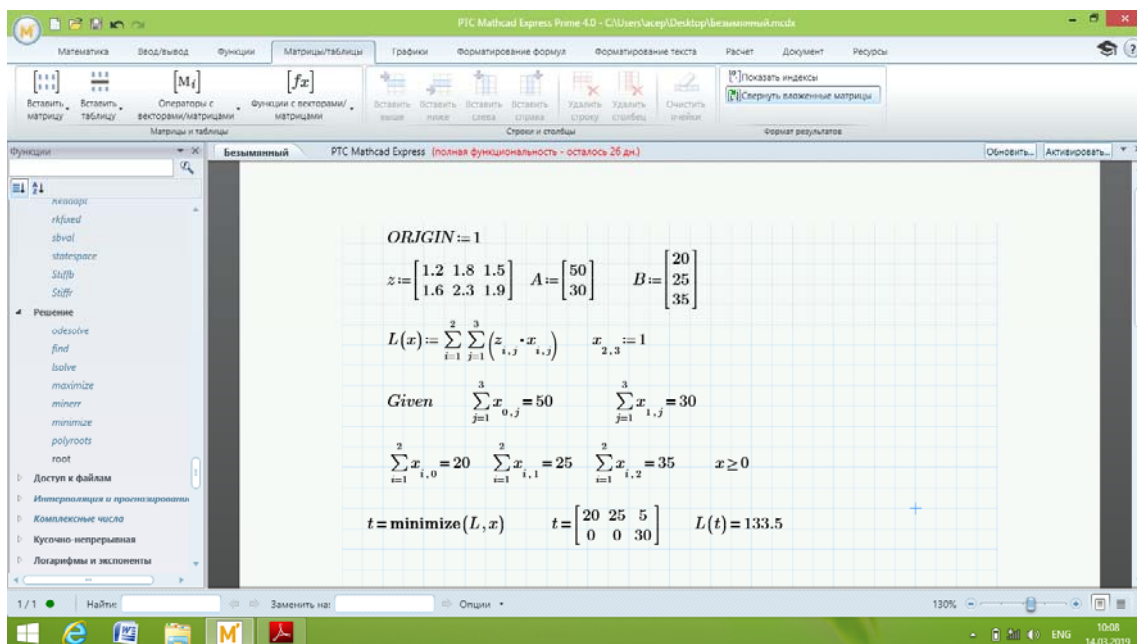 PTC Mathcad Express Prime 4.0 - C:\Users\acep\Desktop\Безымянный.mcdx
Математика Ввод/вывод Функции Матрицы/таблицы Графики Форматирование формул Форматирование текста Расчет Документ Ресурсы
Вставить матрицу
Вставить таблицу
[Mi]
Операторы с векторами/матрицами
[fx]
Функции с векторами/матрицами
Матрицы и таблицы
Вставить выше
Вставить ниже
Вставить слева
Вставить справа
Удалить строку
Удалить столбец
Очистить ячейки
Строки и столбцы
Показать индексы
Свернуть вложенные матрицы
Формат результатов
Функции
Безымянный PTC Mathcad Express (полная функциональность - осталось 26 дн.) Обновить... Активировать...
rkfixed
sbval
statespace
Stiffb
Stiffr
Решение
odesolve
find
lsolve
maximize
minerr
minimize
polyroots
root
Доступ к файлам
Интерполяция и прогнозирование
Комплексные числа
Кусочно-непрерывная
Логарифмы и экспоненты
ORIGIN:=1
z:=[1.2 1.8 1.5; 1.6 2.3 1.9] A:=[50; 30] B:=[20; 25; 35]
L(x):=∑_{i=1}^{2} ∑_{j=1}^{3} (z_{i,j}·x_{i,j}) x_{2,3}:=1
Given ∑_{j=1}^{3} x_{0,j}=50 ∑_{j=1}^{3} x_{1,j}=30
∑_{i=1}^{2} x_{i,0}=20 ∑_{i=1}^{2} x_{i,1}=25 ∑_{i=1}^{2} x_{i,2}=35 x≥0
t=minimize(L,x) t=[20 25 5; 0 0 30] L(t)=133.5
1/1 Найти: Заменить на: Опции 130%
ENG 10:08
14.03.2019